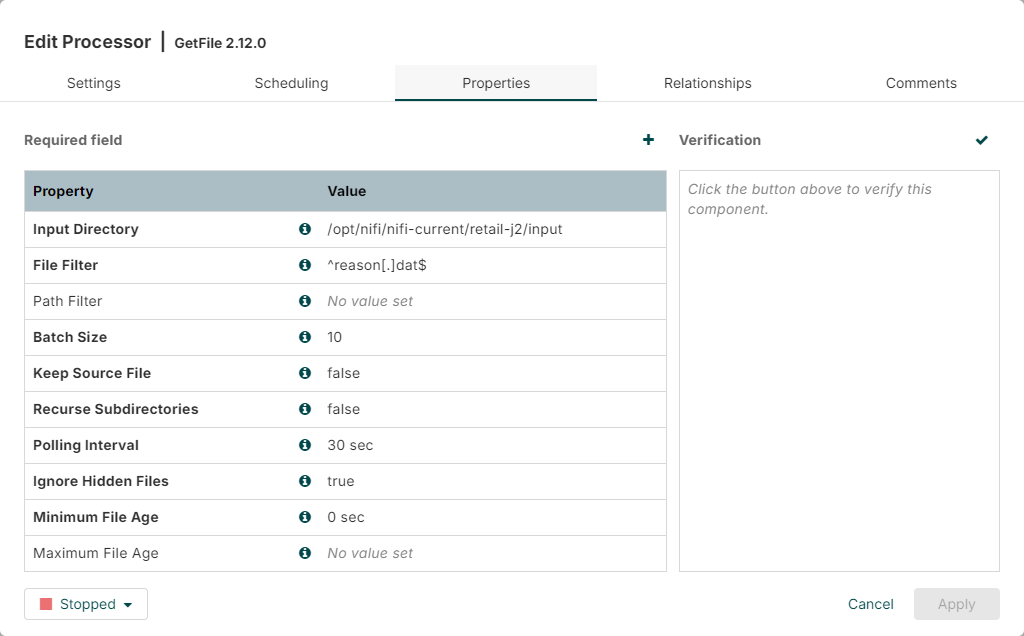 Edit Processor | GetFile 2.12.0
Settings Scheduling Properties Relationships Comments
Required field
Verification
Property Value
Input Directory /opt/nifi/nifi-current/retail-j2/input
File Filter ^reason[.]dat$
Path Filter No value set
Batch Size 10
Keep Source File false
Recurse Subdirectories false
Polling Interval 30 sec
Ignore Hidden Files true
Minimum File Age 0 sec
Maximum File Age No value set
Click the button above to verify this
component.
Stopped
Cancel Apply